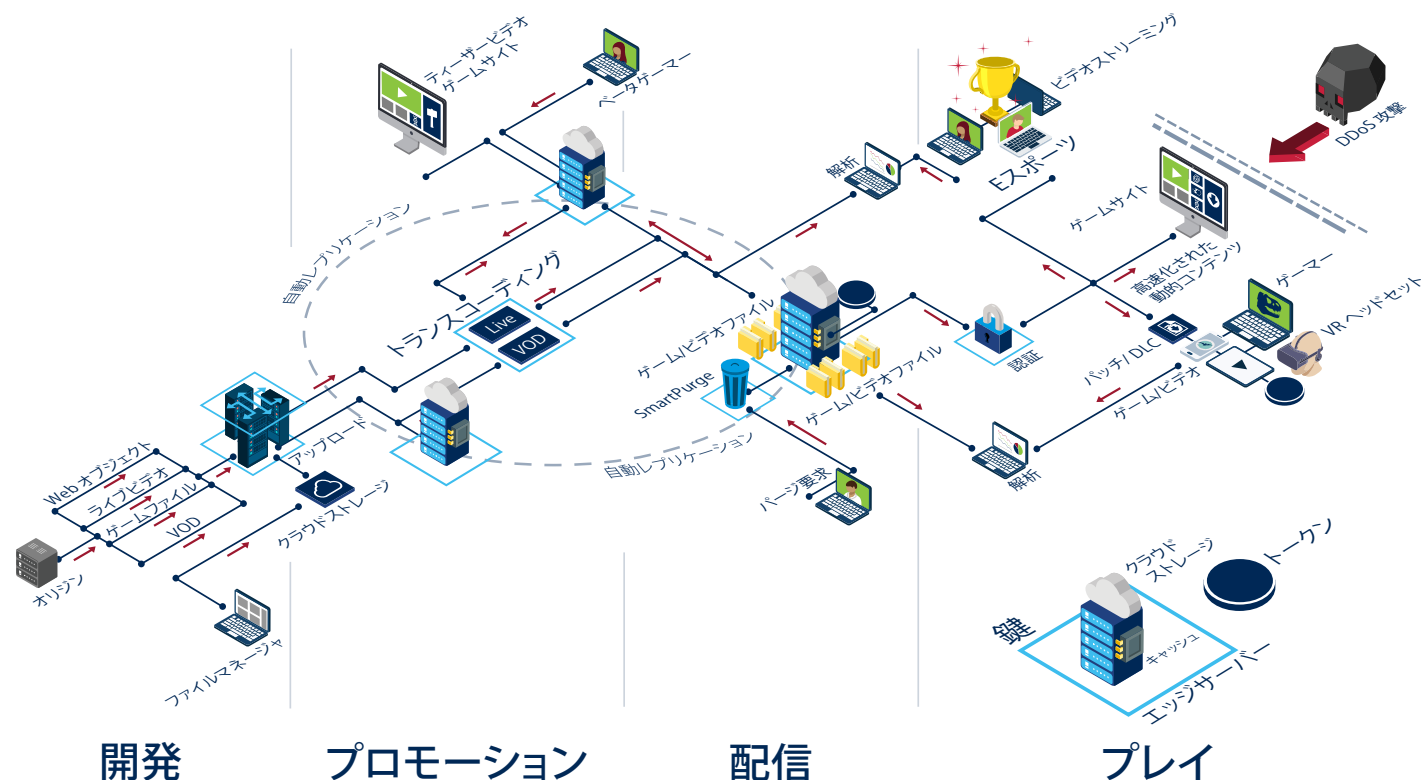 ティーザービデオ
ゲームサイト
ベータゲーマー
自動レプリケーション
トランスコーディング
Live
VOD
アップロード
Web オブジェクト
ライブビデオ
ゲームファイル
VOD
オリジン
クラウドストレージ
ファイルマネージャ
解析
ゲーム/ビデオファイル
SmartPurge
ゲーム/ビデオファイル
自動レプリケーション
パージ要求
認証
解析
ビデオストリーミング
Eスポーツ
DDoS 攻撃
ゲームサイト
高速化された
動的コンテンツ
ゲーマー
VR ヘッドセット
パッチ/ DLC
ゲーム/ビデオ
鍵
クラウド
ストレージ
トークン
キャッシュ
エッジサーバー
開発
プロモーション
配信
プレイ